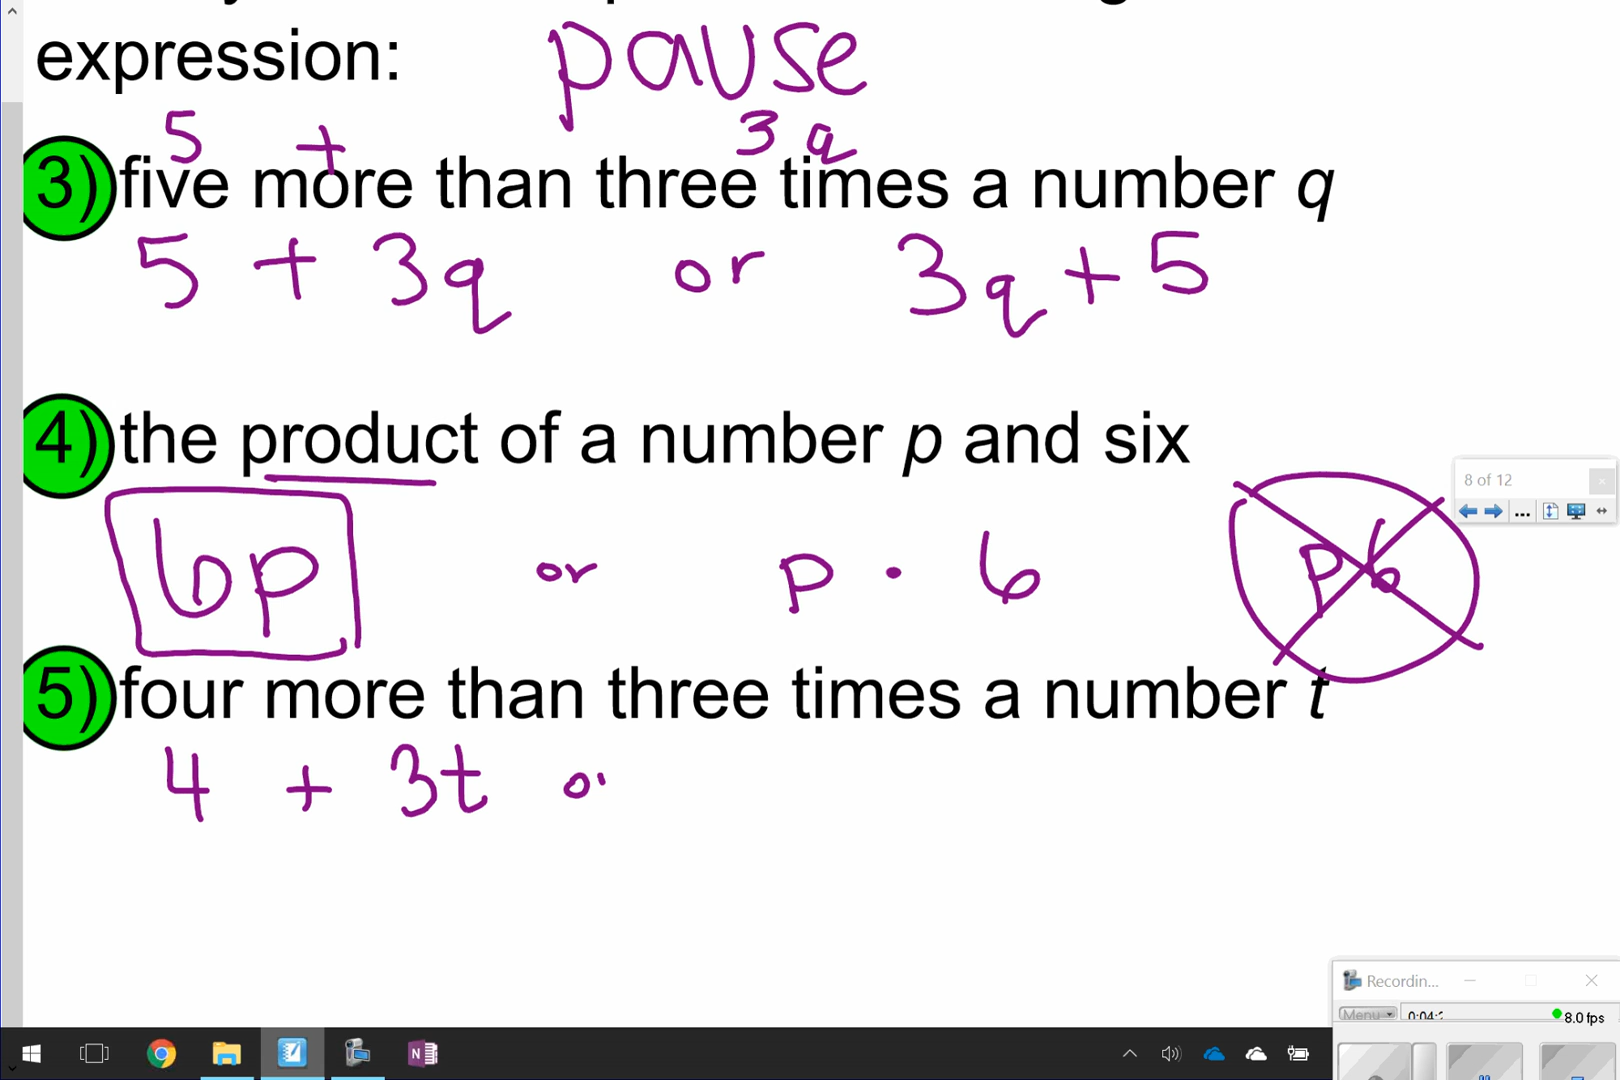 expression: pause
5 + 3 q
3) five more than three times a number q
5 + 3q or 3q + 5
4) the product of a number p and six
8 of 12
6p or p • 6 p6
5) four more than three times a number t
4 + 3t
Recordin...
Menu
8.0 fps